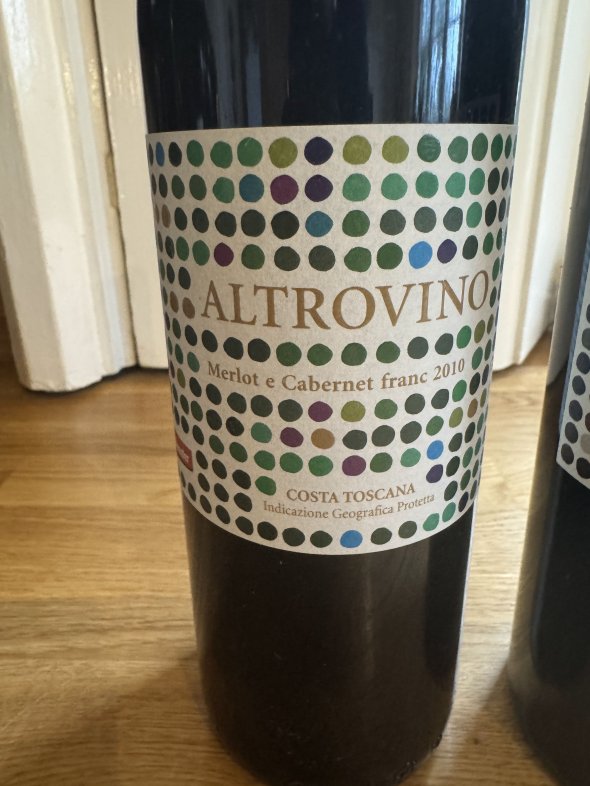 ALTROVINO
Merlot e Cabernet franc 2010
COSTA TOSCANA
Indicazione Geografica Protetta